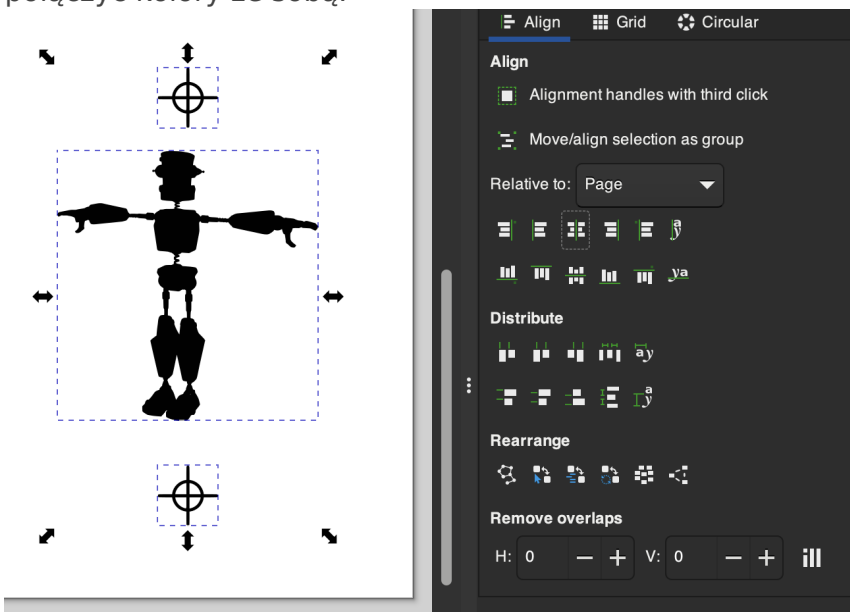 połączyć kolory ze sobą.
Align Grid Circular
Align
Alignment handles with third click
Move/align selection as group
Relative to: Page
Distribute
Rearrange
Remove overlaps
H: 0 − + V: 0 − +